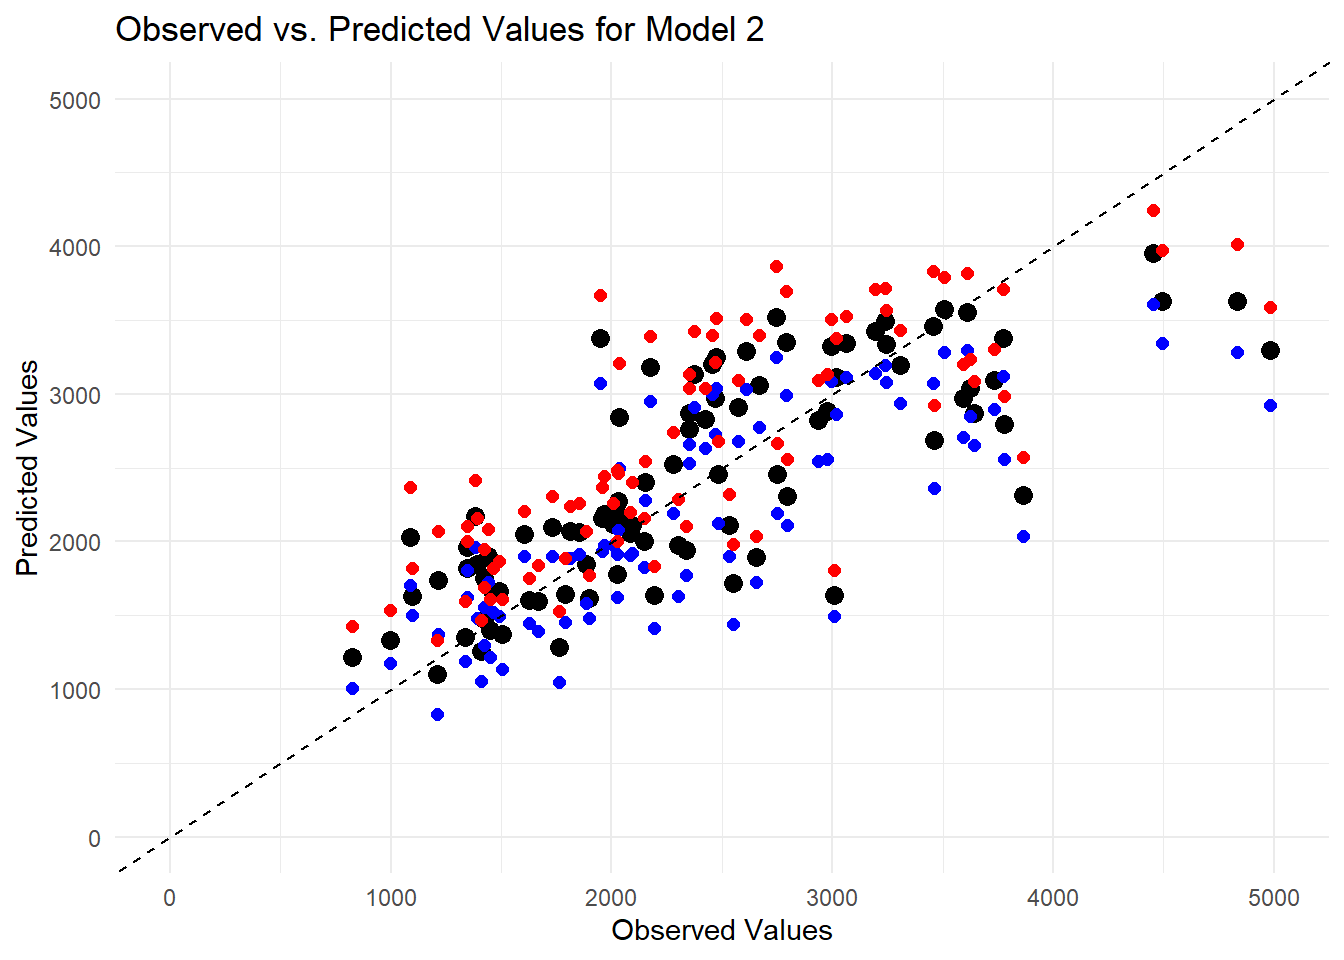 Observed vs. Predicted Values for Model 2
5000
4000
3000
2000
1000
0
Predicted Values
0 1000 2000 3000 4000 5000
Observed Values